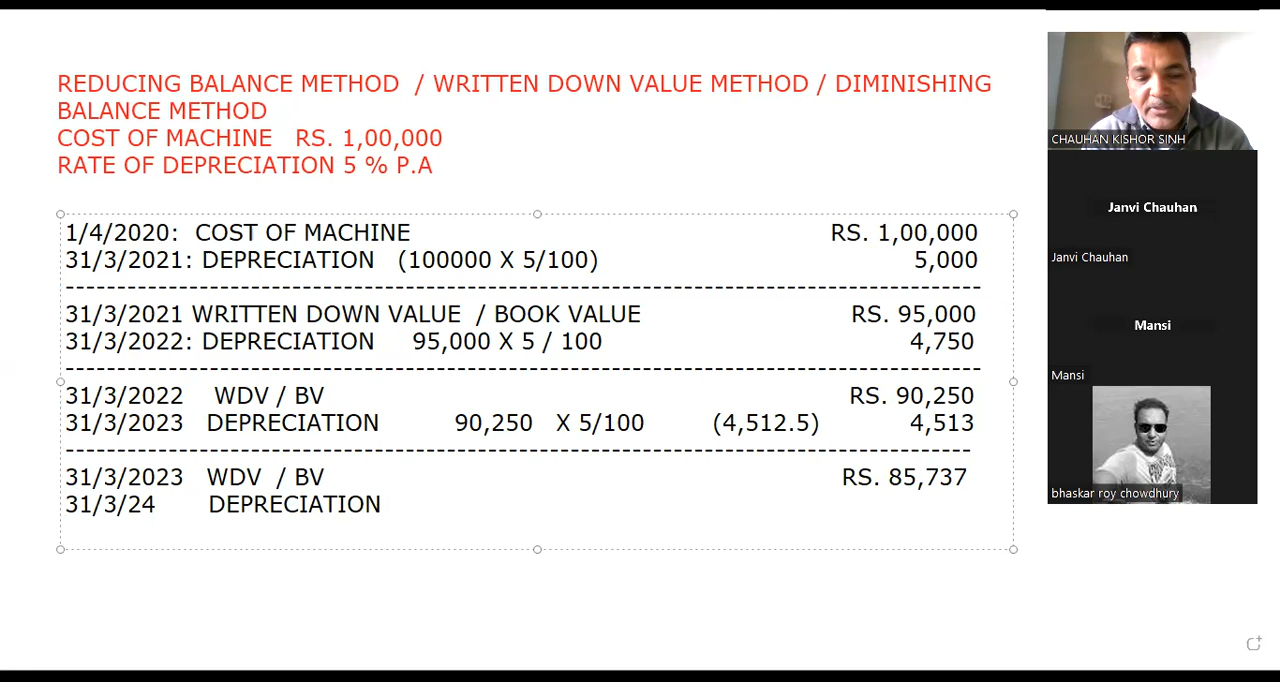 REDUCING BALANCE METHOD / WRITTEN DOWN VALUE METHOD / DIMINISHING
BALANCE METHOD
COST OF MACHINE RS. 1,00,000
RATE OF DEPRECIATION 5 % P.A
1/4/2020: COST OF MACHINE RS. 1,00,000
31/3/2021: DEPRECIATION (100000 X 5/100) 5,000
--------------------------------------------------------------------------------
31/3/2021 WRITTEN DOWN VALUE / BOOK VALUE RS. 95,000
31/3/2022: DEPRECIATION 95,000 X 5 / 100 4,750
--------------------------------------------------------------------------------
31/3/2022 WDV / BV RS. 90,250
31/3/2023 DEPRECIATION 90,250 X 5/100 (4,512.5) 4,513
--------------------------------------------------------------------------------
31/3/2023 WDV / BV RS. 85,737
31/3/24 DEPRECIATION
CHAUHAN KISHOR SINH
Janvi Chauhan
Janvi Chauhan
Mansi
Mansi
bhaskar roy chowdhury